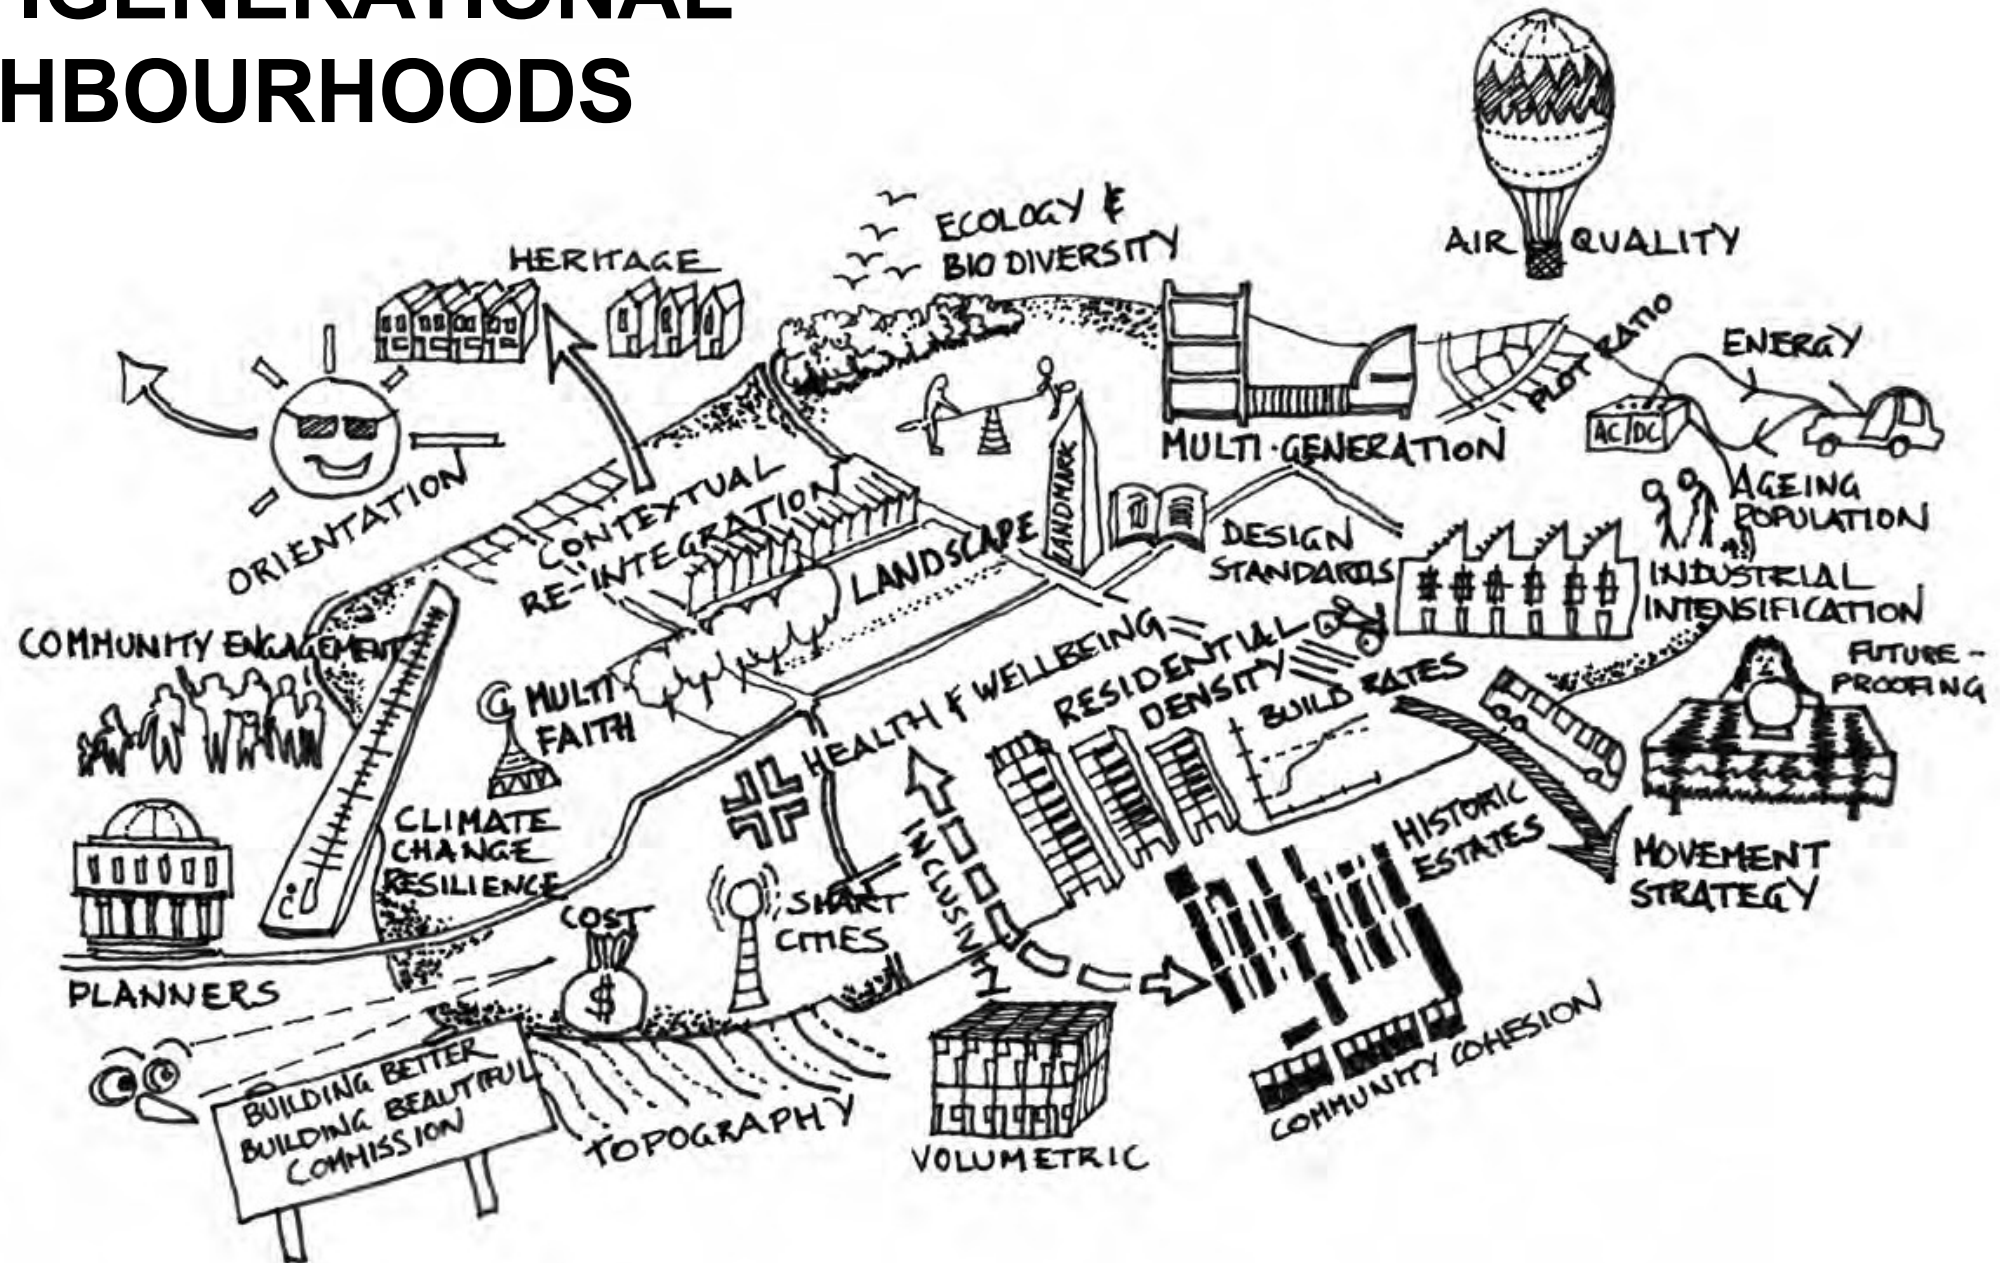 IGENERATIONAL
HBOURHOODS
AIR QUALITY
ECOLOGY &
BIO DIVERSITY
HERITAGE
PLOT RATIO
ENERGY
AC/DC
MULTI·GENERATION
ORIENTATION
CONTEXTUAL
RE-INTEGRATION
LANDSCAPE
LANDMARK
DESIGN
STANDARDS
AGEING
POPULATION
INDUSTRIAL
INTENSIFICATION
COMMUNITY ENGAGEMENT
MULTI
FAITH
HEALTH & WELLBEING
RESIDENTIAL
DENSITY
BUILD RATES
FUTURE-
PROOFING
CLIMATE
CHANGE
RESILIENCE
°C
COST
$
SMART
CITIES
INCLUSIVITY
HISTORIC
ESTATES
MOVEMENT
STRATEGY
PLANNERS
BUILDING BETTER
BUILDING BEAUTIFUL
COMMISSION
TOPOGRAPHY
VOLUMETRIC
COMMUNITY COHESION